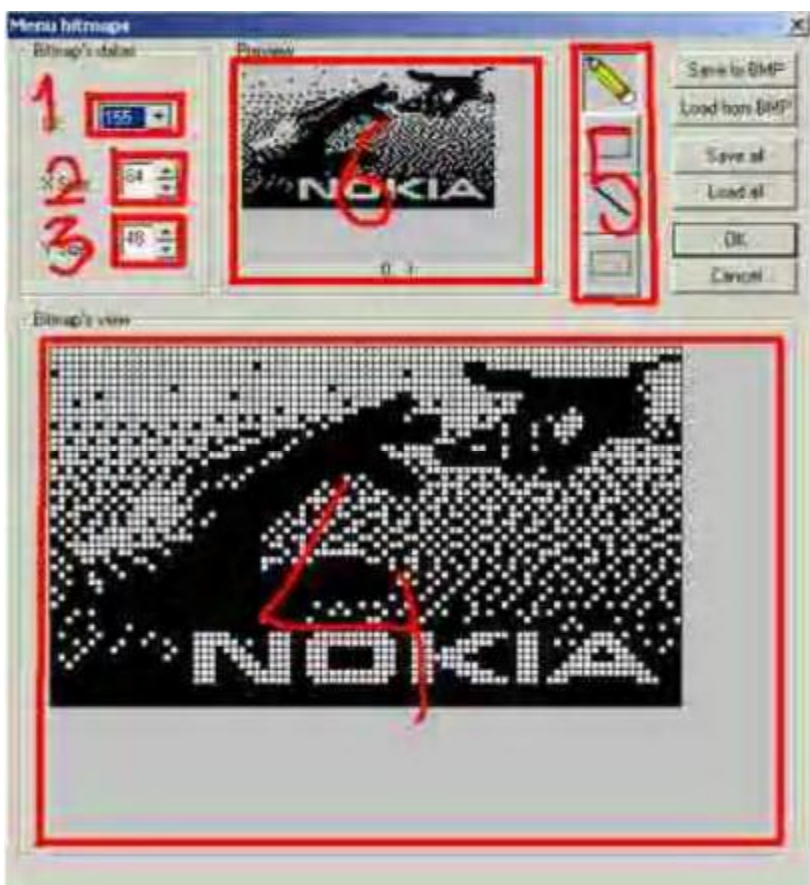 Menu bitmaps
Bitmap's datas
1
155
2
84
3
48
Preview
NOKIA
6
5
Save to BMP
Load from BMP
Save all
Load all
OK
Cancel
Bitmap's view
4
NOKIA